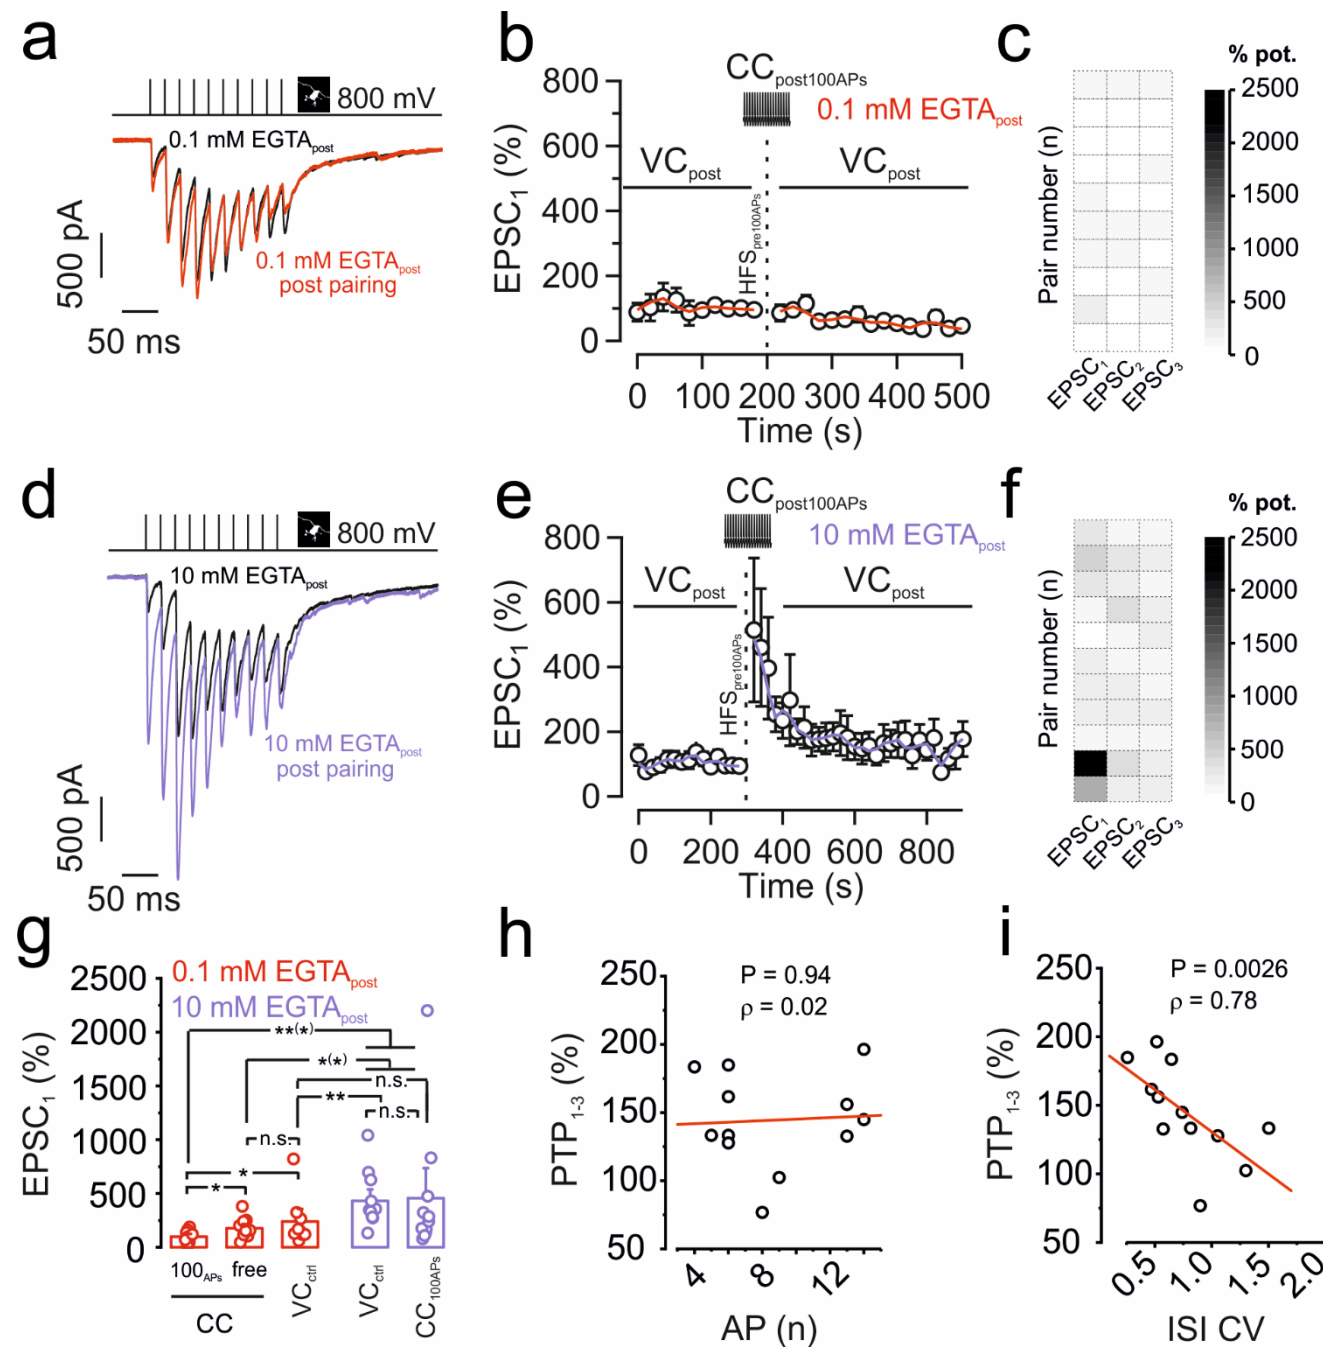 a
800 mV
0.1 mM EGTApost
0.1 mM EGTApost
post pairing
500 pA
50 ms
b
CCpost100APs
0.1 mM EGTApost
VCpost
VCpost
HFSpre100APs
EPSC1 (%)
800
600
400
200
0
0 100 200 300 400 500
Time (s)
c
% pot.
2500
2000
1500
1000
500
0
Pair number (n)
EPSC1 EPSC2 EPSC3
d
800 mV
10 mM EGTApost
10 mM EGTApost
post pairing
500 pA
50 ms
e
CCpost100APs
10 mM EGTApost
VCpost
VCpost
HFSpre100APs
EPSC1 (%)
800
600
400
200
0
0 200 400 600 800
Time (s)
f
% pot.
2500
2000
1500
1000
500
0
Pair number (n)
EPSC1 EPSC2 EPSC3
g
0.1 mM EGTApost
10 mM EGTApost
EPSC1 (%)
2500
2000
1500
1000
500
0
**(*)
*(*)
n.s.
**
n.s.
n.s
*
*
100APs free
CC
VCctrl
VCctrl
CC100APs
h
P = 0.94
ρ = 0.02
PTP1-3 (%)
250
200
150
100
50
4 8 12
AP (n)
i
P = 0.0026
ρ = 0.78
PTP1-3 (%)
250
200
150
100
50
0.5 1.0 1.5 2.0
ISI CV